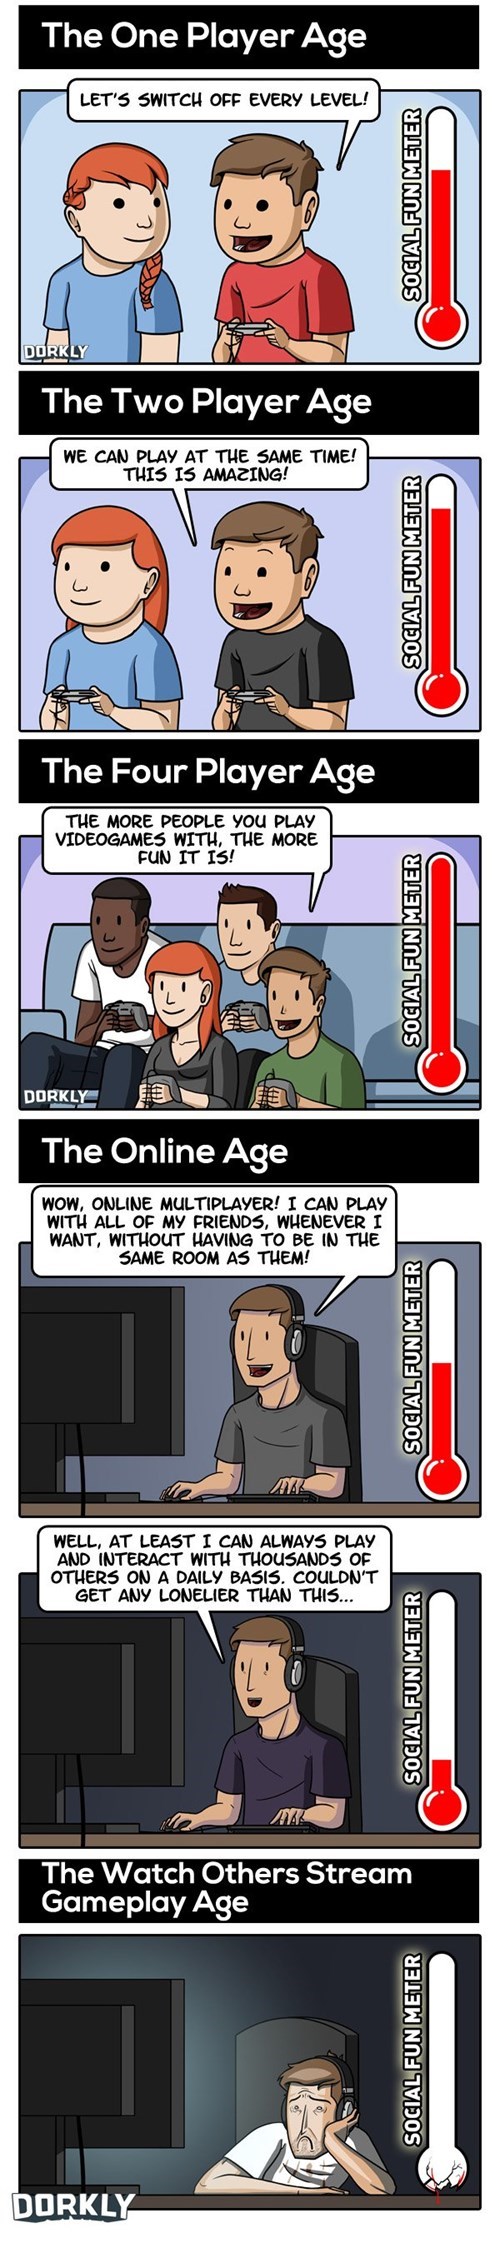 The One Player Age
LET'S SWITCH OFF EVERY LEVEL!
SOCIAL FUN METER
DORKLY
The Two Player Age
WE CAN PLAY AT THE SAME TIME!
THIS IS AMAZING!
SOCIAL FUN METER
The Four Player Age
THE MORE PEOPLE YOU PLAY
VIDEOGAMES WITH, THE MORE
FUN IT IS!
SOCIAL FUN METER
DORKLY
The Online Age
WOW, ONLINE MULTIPLAYER! I CAN PLAY
WITH ALL OF MY FRIENDS, WHENEVER I
WANT, WITHOUT HAVING TO BE IN THE
SAME ROOM AS THEM!
SOCIAL FUN METER
WELL, AT LEAST I CAN ALWAYS PLAY
AND INTERACT WITH THOUSANDS OF
OTHERS ON A DAILY BASIS. COULDN'T
GET ANY LONELIER THAN THIS...
SOCIAL FUN METER
The Watch Others Stream
Gameplay Age
SOCIAL FUN METER
DORKLY